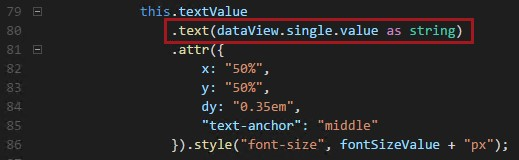 79 this.textValue
80 .text(dataView.single.value as string)
81 .attr({
82 x: "50%",
83 y: "50%",
84 dy: "0.35em",
85 "text-anchor": "middle"
86 }).style("font-size", fontSizeValue + "px");